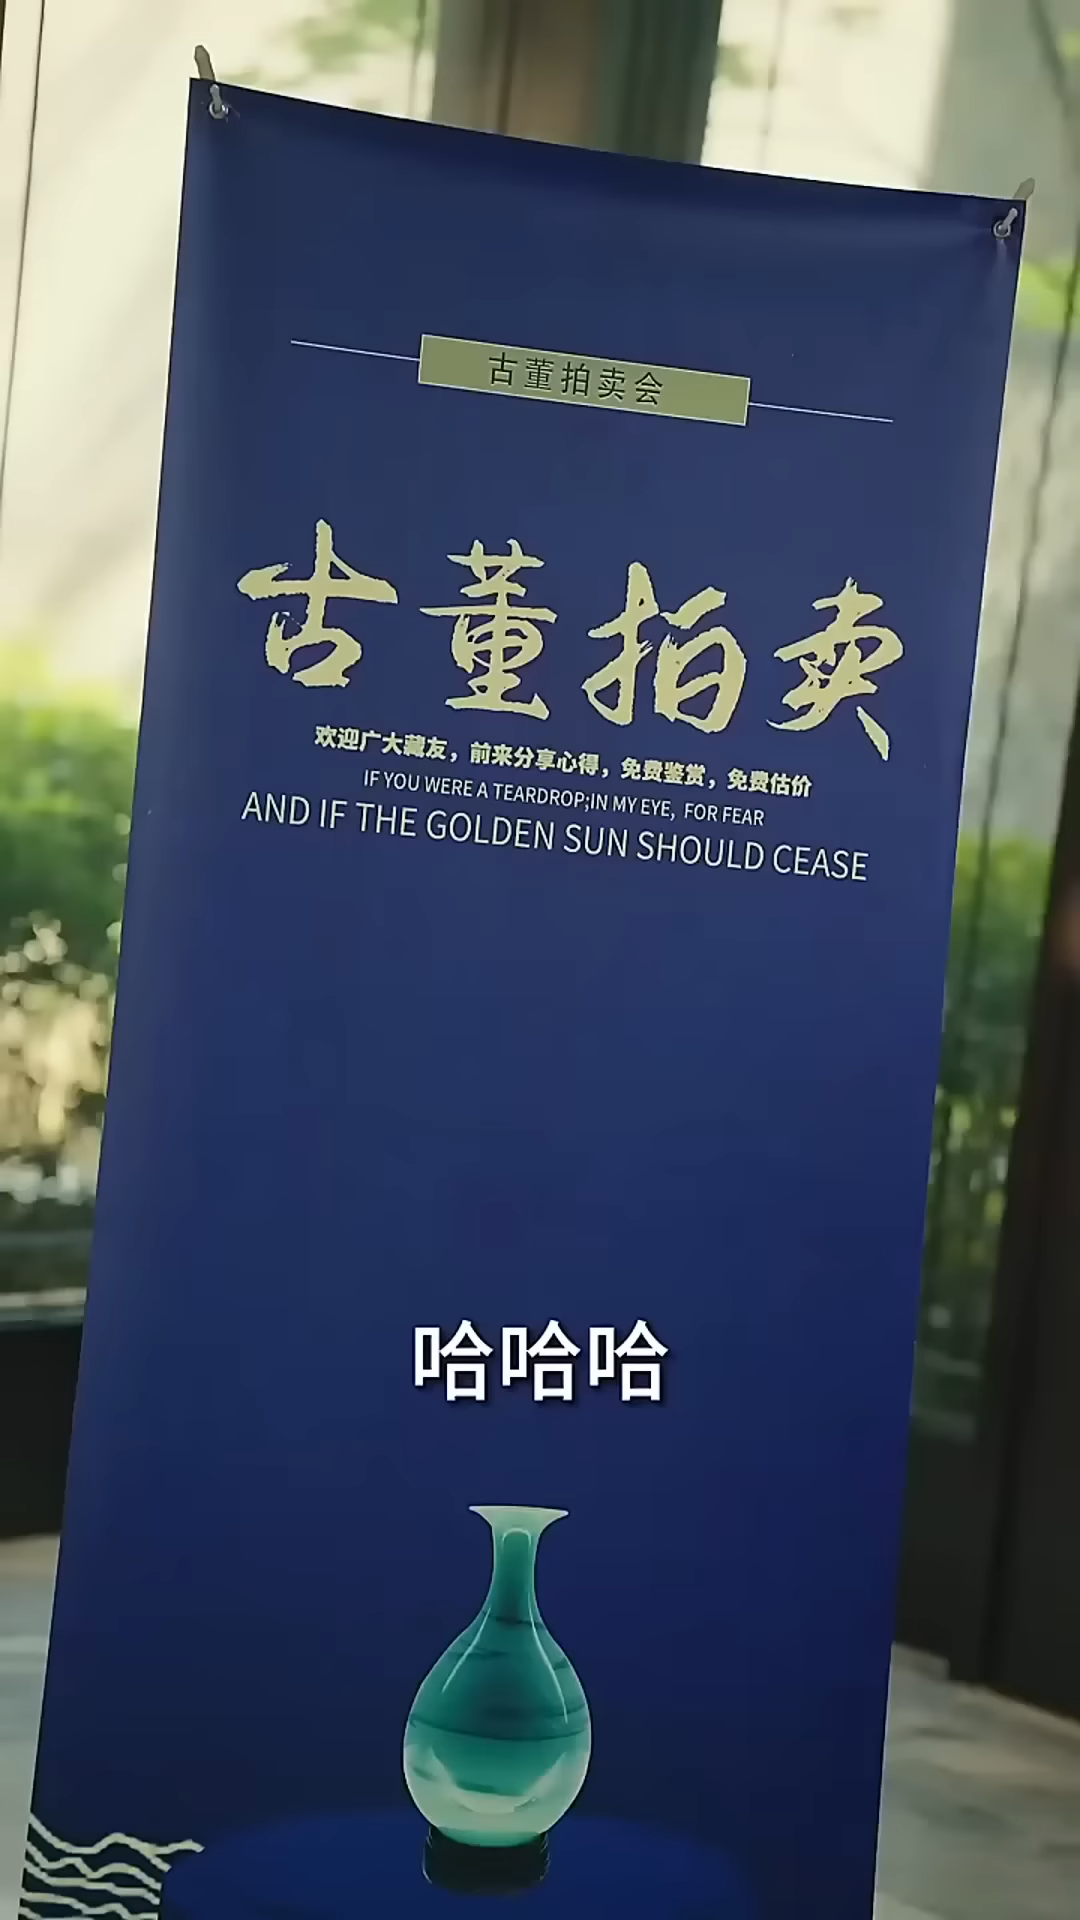 古董拍卖会
古董拍卖
欢迎广大藏友，前来分享心得，免费鉴赏，免费估价
IF YOU WERE A TEARDROP;IN MY EYE, FOR FEAR
AND IF THE GOLDEN SUN SHOULD CEASE
哈哈哈